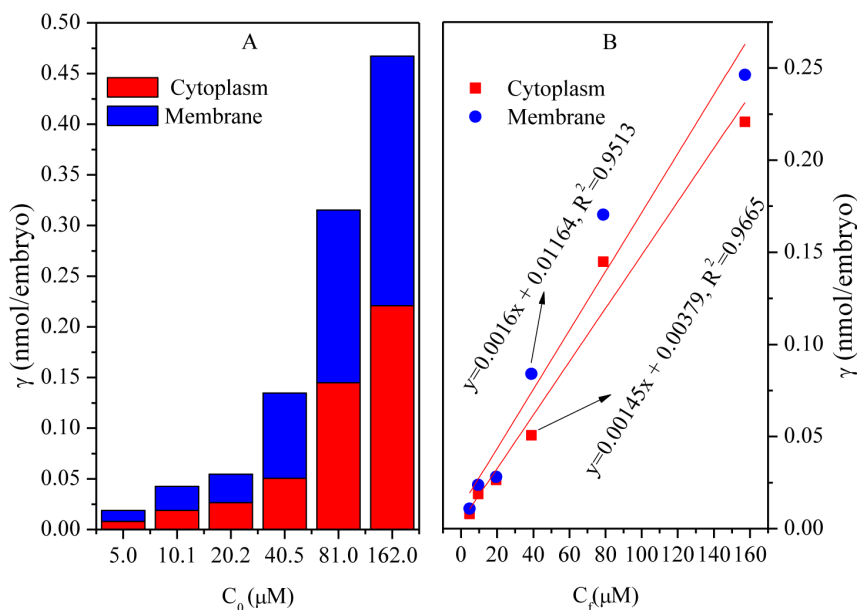 A
Cytoplasm
Membrane
γ (nmol/embryo)
0.50
0.45
0.40
0.35
0.30
0.25
0.20
0.15
0.10
0.05
0.00
5.0 10.1 20.2 40.5 81.0 162.0
C₀(μM)
B
Cytoplasm
Membrane
y=0.0016x + 0.01164, R²=0.9513
y=0.00145x + 0.00379, R²=0.9665
0.25
0.20
0.15
0.10
0.05
0.00
γ (nmol/embryo)
0 20 40 60 80 100 120 140 160
C_f(μM)